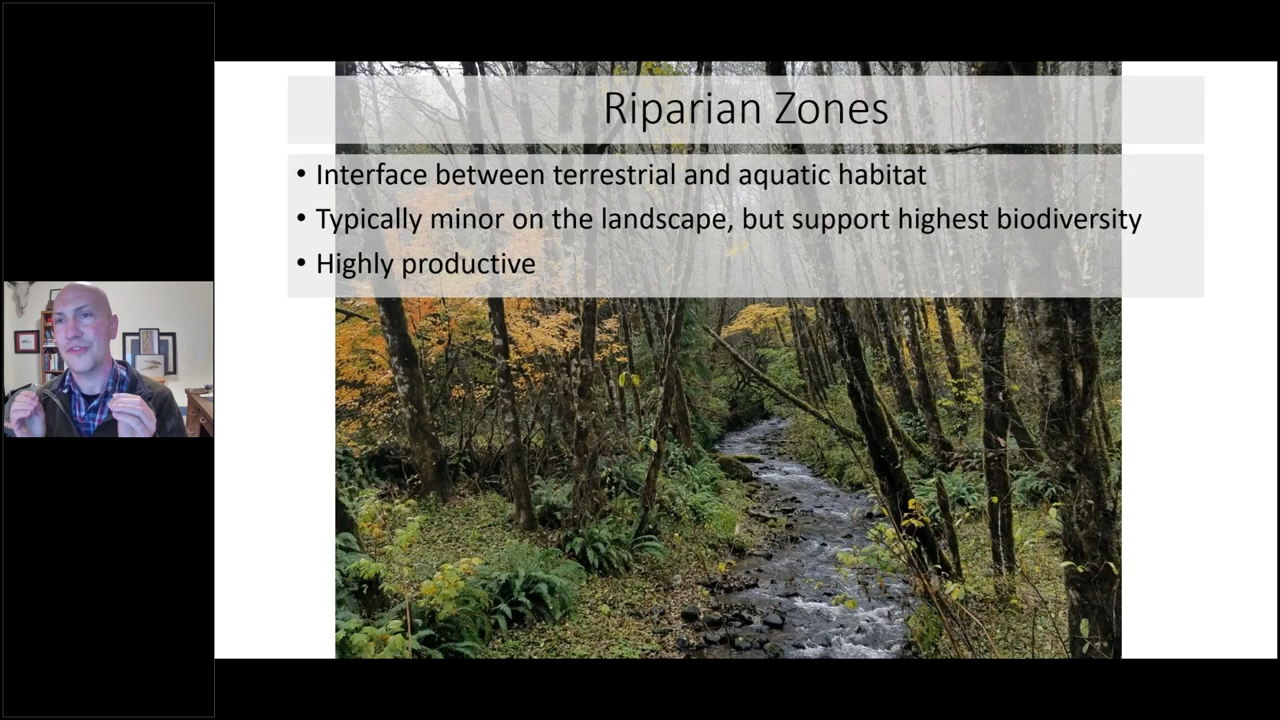 Riparian Zones
• Interface between terrestrial and aquatic habitat
• Typically minor on the landscape, but support highest biodiversity
• Highly productive